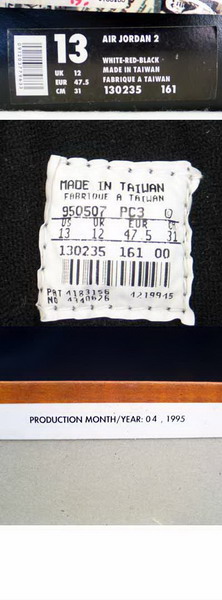 13
AIR JORDAN 2
WHITE-RED-BLACK
UK 12
MADE IN TAIWAN
EUR 47.5
FABRIQUE A TAIWAN
CM 31
130235 161
MADE IN TAIWAN
FABRIQUE A TAIWAN
950507 PC3
US UK EUR CM
13 12 47.5 31
130235 161 00
PAT 4183156 4219945
NO 4340626
PRODUCTION MONTH/YEAR: 04 , 1995